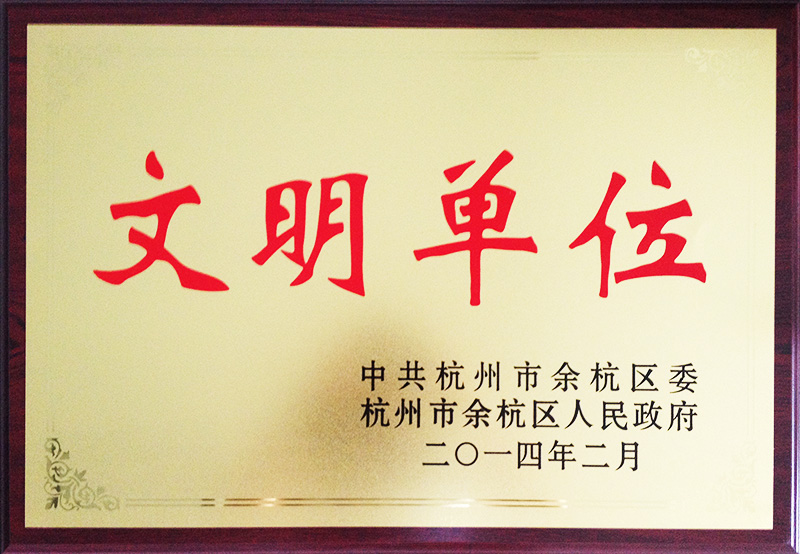 文明单位
中共杭州市余杭区委
杭州市余杭区人民政府
二〇一四年二月